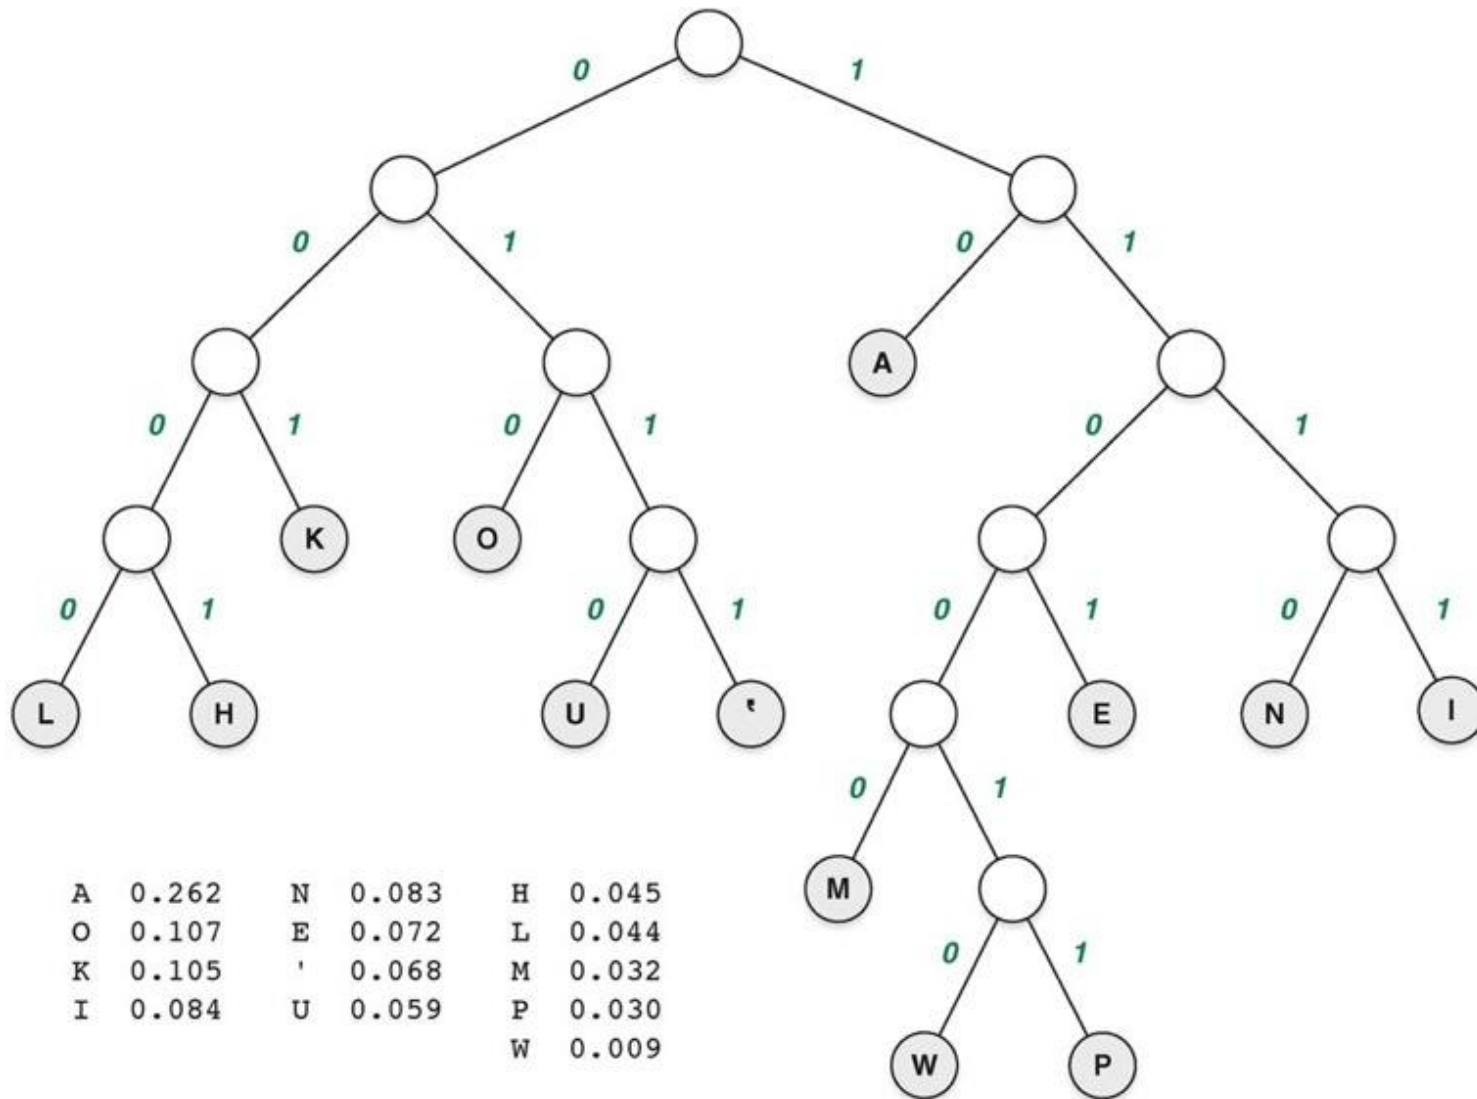 0 1
0 1 0 1
A
0 1 0 1 0 1
K O
0 1 0 1 0 1 0 1
L H U ' E N I
0 1
M
0 1
W P
A 0.262 N 0.083 H 0.045
O 0.107 E 0.072 L 0.044
K 0.105 ' 0.068 M 0.032
I 0.084 U 0.059 P 0.030
W 0.009